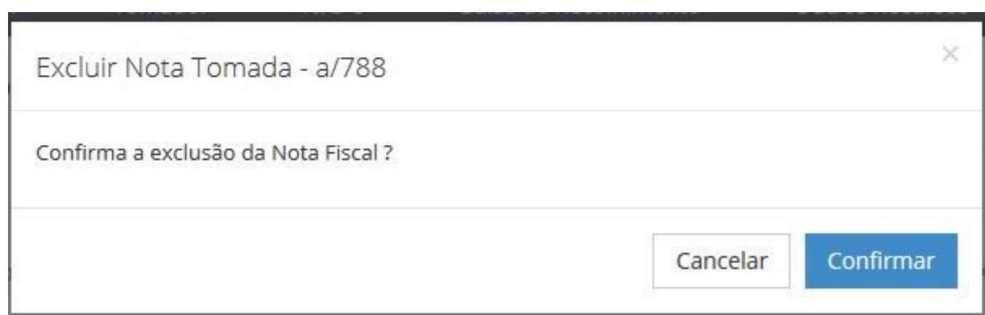 Excluir Nota Tomada - a/788
×
Confirma a exclusão da Nota Fiscal ?
Cancelar
Confirmar